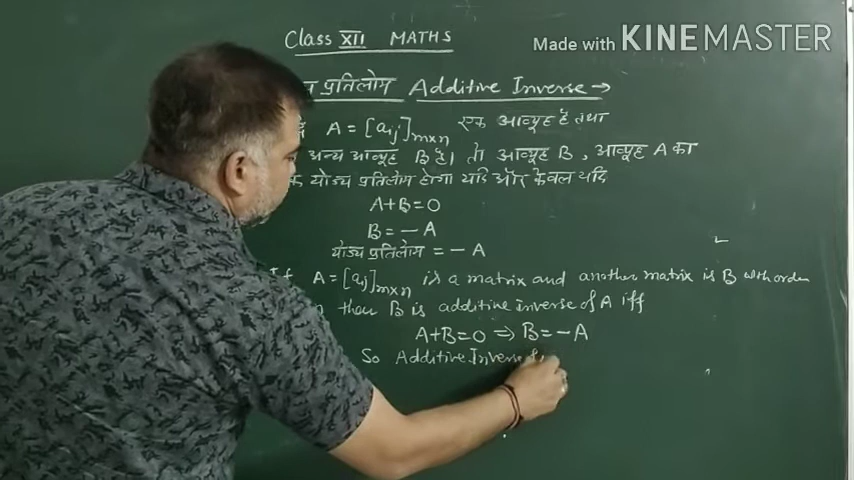 Class XII MATHS
Made with KINEMASTER
प्रतिलोम Additive Inverse →
A = [aij]m×n एक आव्यूह है तथा
अन्य आव्यूह B है। तो आव्यूह B, आव्यूह A का
योज्य प्रतिलोम होगा यदि और केवल यदि
A+B=0
B = -A
योज्य प्रतिलोम = -A
If A = [aij]m×n is a matrix and another matrix is B with order
then B is additive inverse of A iff
A+B=0 ⇒ B=-A
So Additive Inverse of